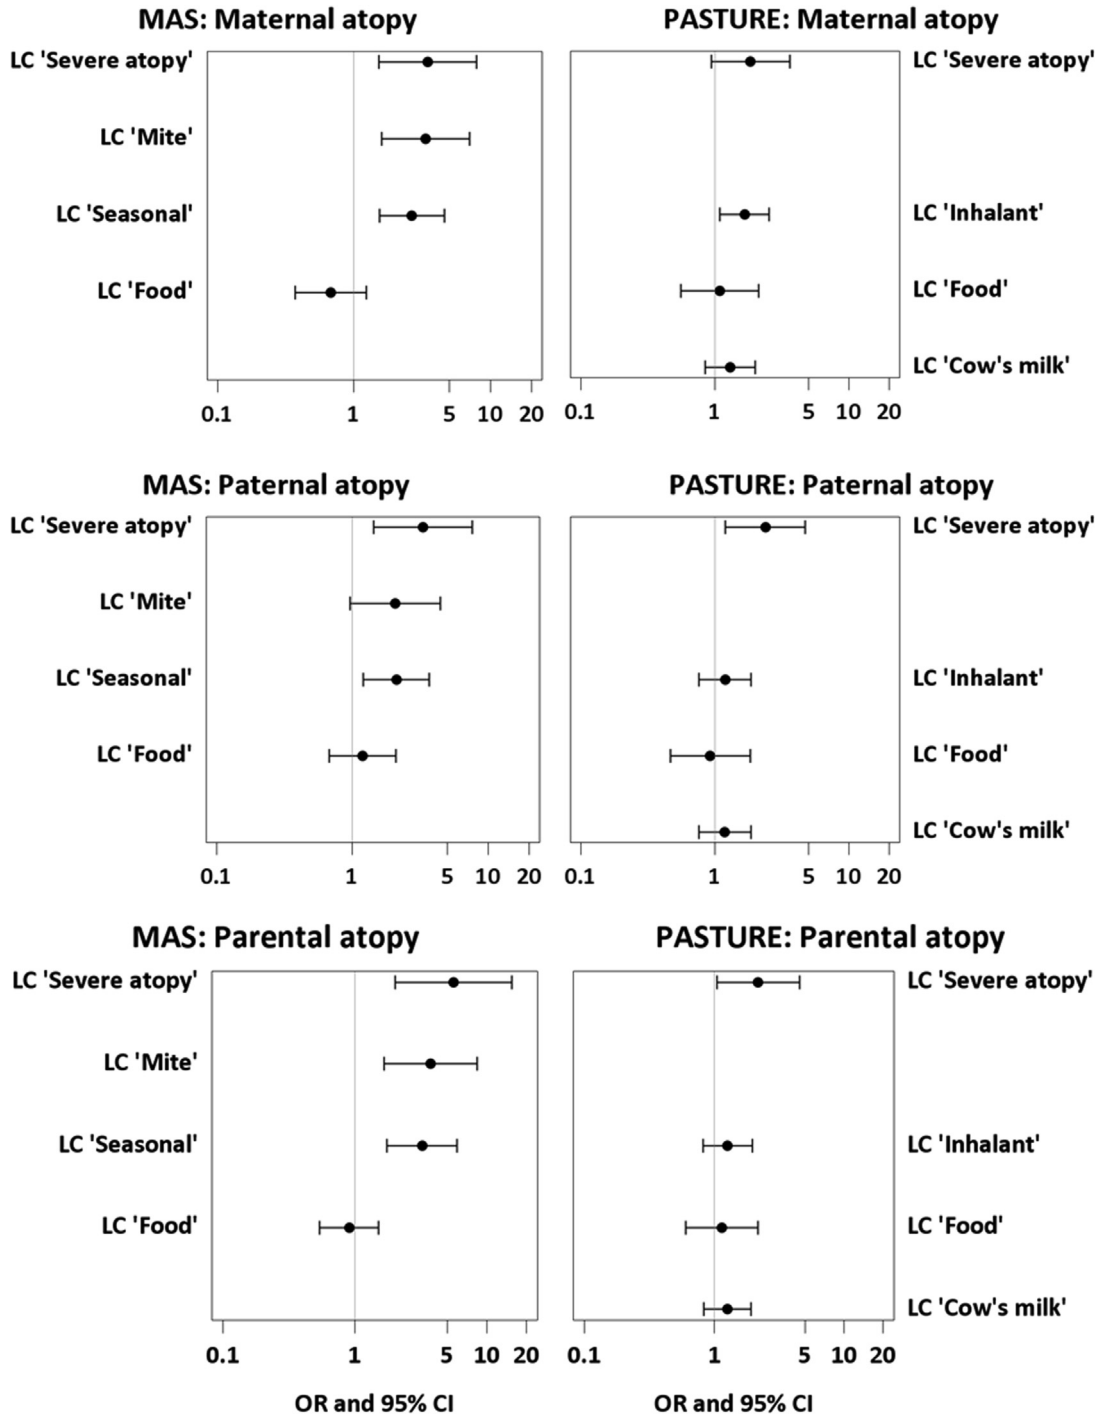 MAS: Maternal atopy
LC 'Severe atopy'
LC 'Mite'
LC 'Seasonal'
LC 'Food'
0.1 1 5 10 20
PASTURE: Maternal atopy
LC 'Severe atopy'
LC 'Inhalant'
LC 'Food'
LC 'Cow's milk'
0.1 1 5 10 20
MAS: Paternal atopy
LC 'Severe atopy'
LC 'Mite'
LC 'Seasonal'
LC 'Food'
0.1 1 5 10 20
PASTURE: Paternal atopy
LC 'Severe atopy'
LC 'Inhalant'
LC 'Food'
LC 'Cow's milk'
0.1 1 5 10 20
MAS: Parental atopy
LC 'Severe atopy'
LC 'Mite'
LC 'Seasonal'
LC 'Food'
0.1 1 5 10 20
OR and 95% CI
PASTURE: Parental atopy
LC 'Severe atopy'
LC 'Inhalant'
LC 'Food'
LC 'Cow's milk'
0.1 1 5 10 20
OR and 95% CI